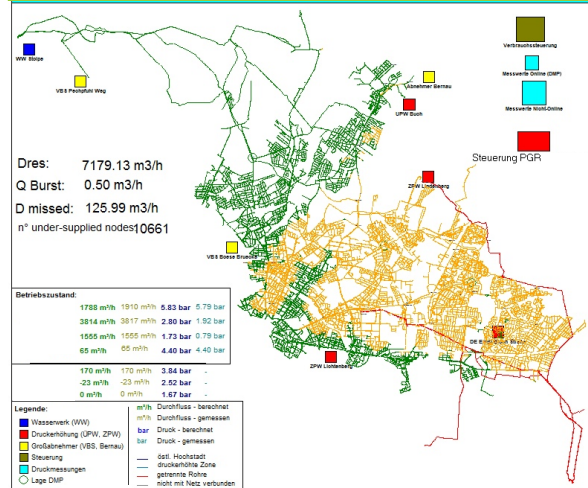 WW Stolpe
VBS Pechpfuhl Weg
Abnehmer Bernau
UPW Buch
Verbrauchssteuerung
Messwerte Online (DMP)
Messwerte Nicht-Online
Steuerung PGR
ZPW Lindenberg
Dres: 7179.13 m3/h
Q Burst: 0.50 m3/h
D missed: 125.99 m3/h
n° under-supplied nodes 10661
VBS Boese Bruecke
ZPW Lichtenberg
Betriebszustand:
1788 m³/h 1910 m³/h 5.83 bar 5.79 bar
3814 m³/h 3817 m³/h 2.80 bar 1.92 bar
1555 m³/h 1555 m³/h 1.73 bar 0.79 bar
65 m³/h 65 m³/h 4.40 bar 4.40 bar
170 m³/h 170 m³/h 3.84 bar -
-23 m³/h -23 m³/h 2.52 bar -
0 m³/h 0 m³/h 1.67 bar -
Legende:
Wasserwerk (WW)
Druckerhöhung (ÜPW, ZPW)
Großabnehmer (VBS, Bernau)
Steuerung
Druckmessungen
Lage DMP
m³/h Durchfluss - berechnet
m³/h Durchfluss - gemessen
bar Druck - berechnet
bar Druck - gemessen
östl. Hochstadt
druckerhöhte Zone
getrennte Rohre
nicht mit Netz verbunden